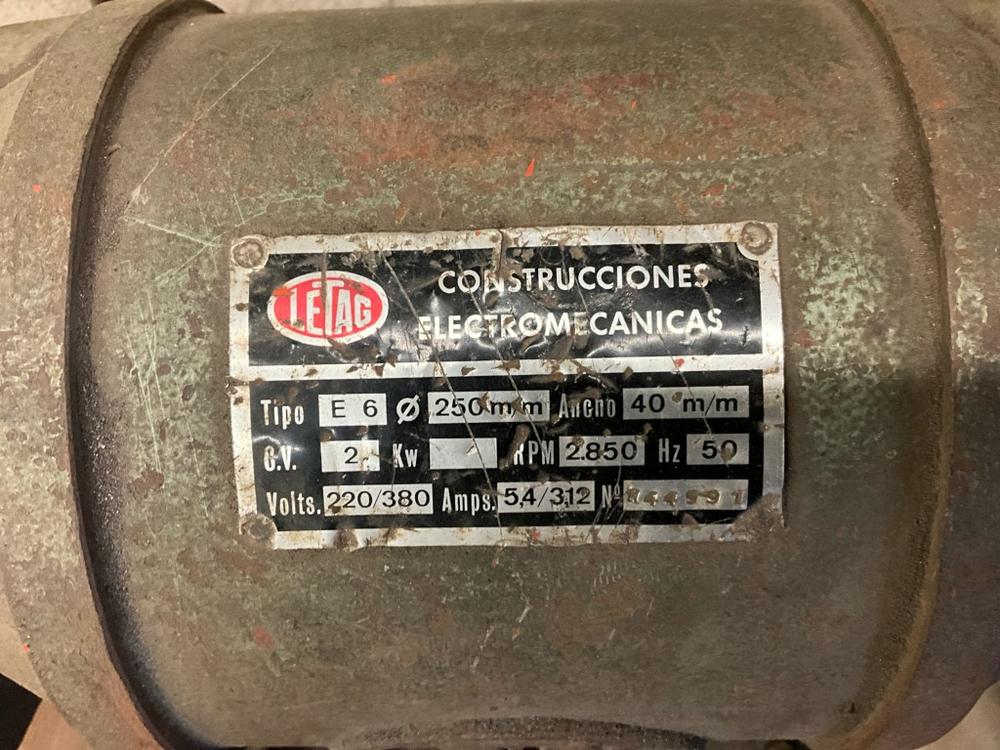 LETAG
CONSTRUCCIONES
ELECTROMECANICAS
Tipo E 6 Ø 250 m/m Ancho 40 m/m
C.V. 2 Kw RPM 2.850 Hz 50
Volts. 220/380 Amps. 5,4/3,12 Nº